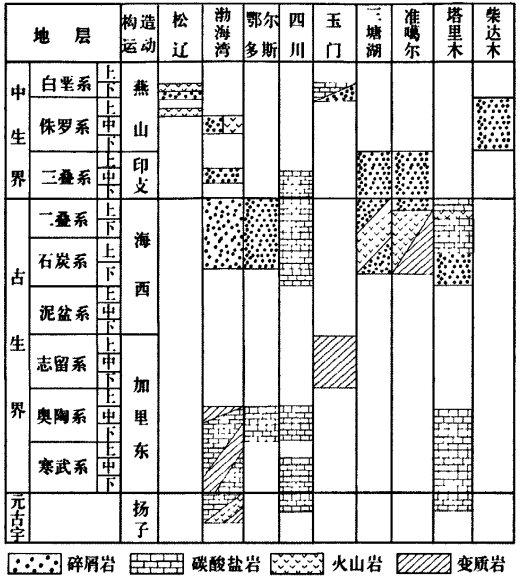 地层 构造运动 松辽 渤海湾 鄂尔多斯 四川 玉门 三塘湖 准噶尔 塔里木 柴达木
中生界 白垩系 上 下 燕山
侏罗系 上 中 下
三叠系 上 中 下 印支
古生界 二叠系 上 下 海西
石炭系 上 下
泥盆系 上 中 下
志留系 上 中 下 加里东
奥陶系 上 中 下
寒武系 上 中 下
元古宇 扬子
碎屑岩 碳酸盐岩 火山岩 变质岩